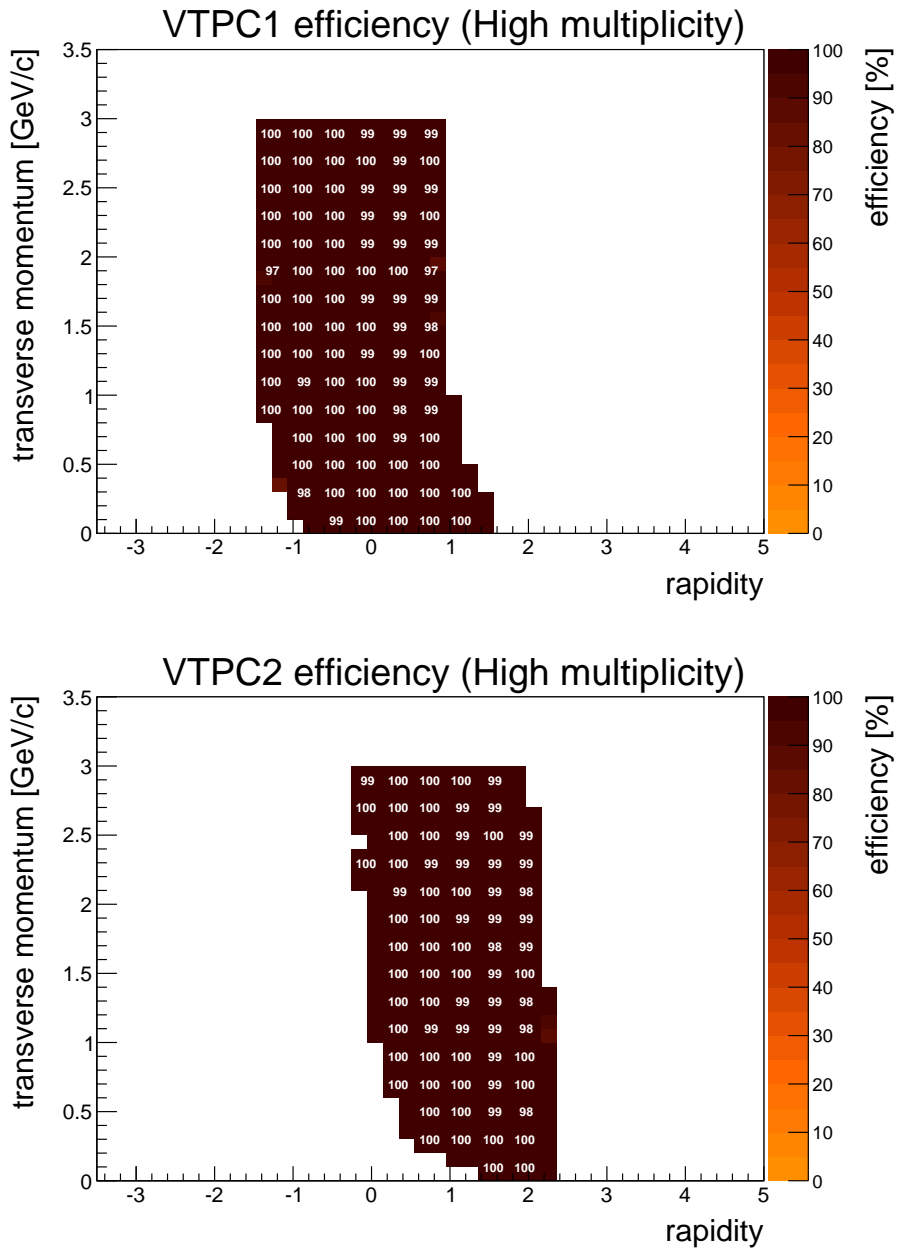 VTPC1 efficiency (High multiplicity)
transverse momentum [GeV/c]
efficiency [%]
3.5
3
2.5
2
1.5
1
0.5
0
100 100 100 99 99 99
100 100 100 100 99 100
100 100 100 99 99 99
100 100 100 99 99 100
100 100 100 99 99 99
97 100 100 100 100 97
100 100 100 99 99 99
100 100 100 100 99 98
100 100 100 99 99 100
100 99 100 100 99 99
100 100 100 100 98 99
100 100 100 99 100
100 100 100 100 100
98 100 100 100 100 100
99 100 100 100 100
-3 -2 -1 0 1 2 3 4 5
rapidity
100
90
80
70
60
50
40
30
20
10
0
VTPC2 efficiency (High multiplicity)
transverse momentum [GeV/c]
efficiency [%]
3.5
3
2.5
2
1.5
1
0.5
0
99 100 100 100 99
100 100 100 99 99
100 100 99 100 99
100 100 99 99 99 99
99 100 100 99 98
100 100 99 99 99
100 100 100 98 99
100 100 100 99 100
100 100 99 99 98
100 99 99 99 98
100 100 100 99 100
100 100 100 99 100
100 100 99 98
100 100 100 100
100 100
-3 -2 -1 0 1 2 3 4 5
rapidity
100
90
80
70
60
50
40
30
20
10
0